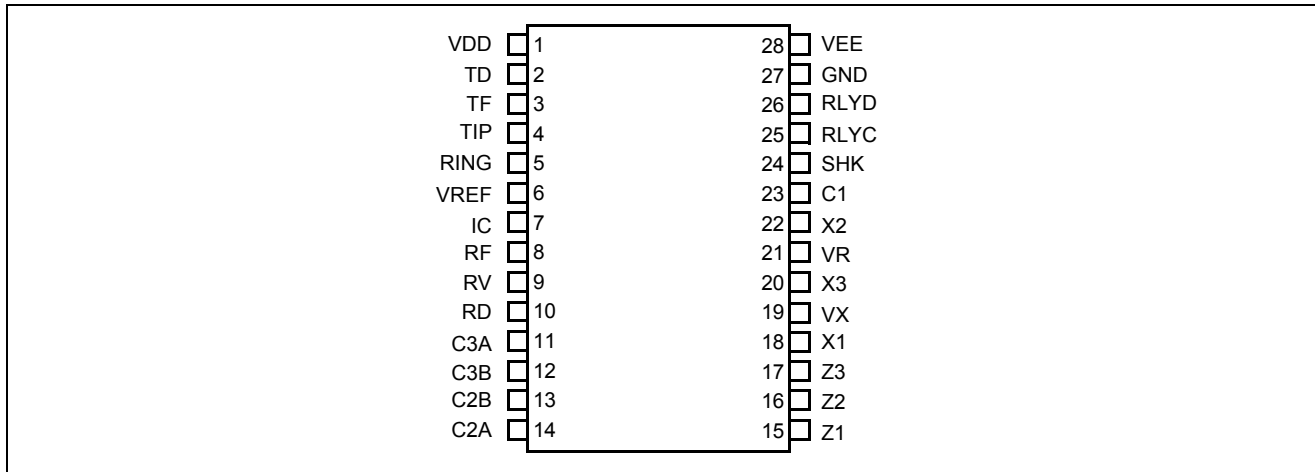 VDD 1 28 VEE
TD 2 27 GND
TF 3 26 RLYD
TIP 4 25 RLYC
RING 5 24 SHK
VREF 6 23 C1
IC 7 22 X2
RF 8 21 VR
RV 9 20 X3
RD 10 19 VX
C3A 11 18 X1
C3B 12 17 Z3
C2B 13 16 Z2
C2A 14 15 Z1